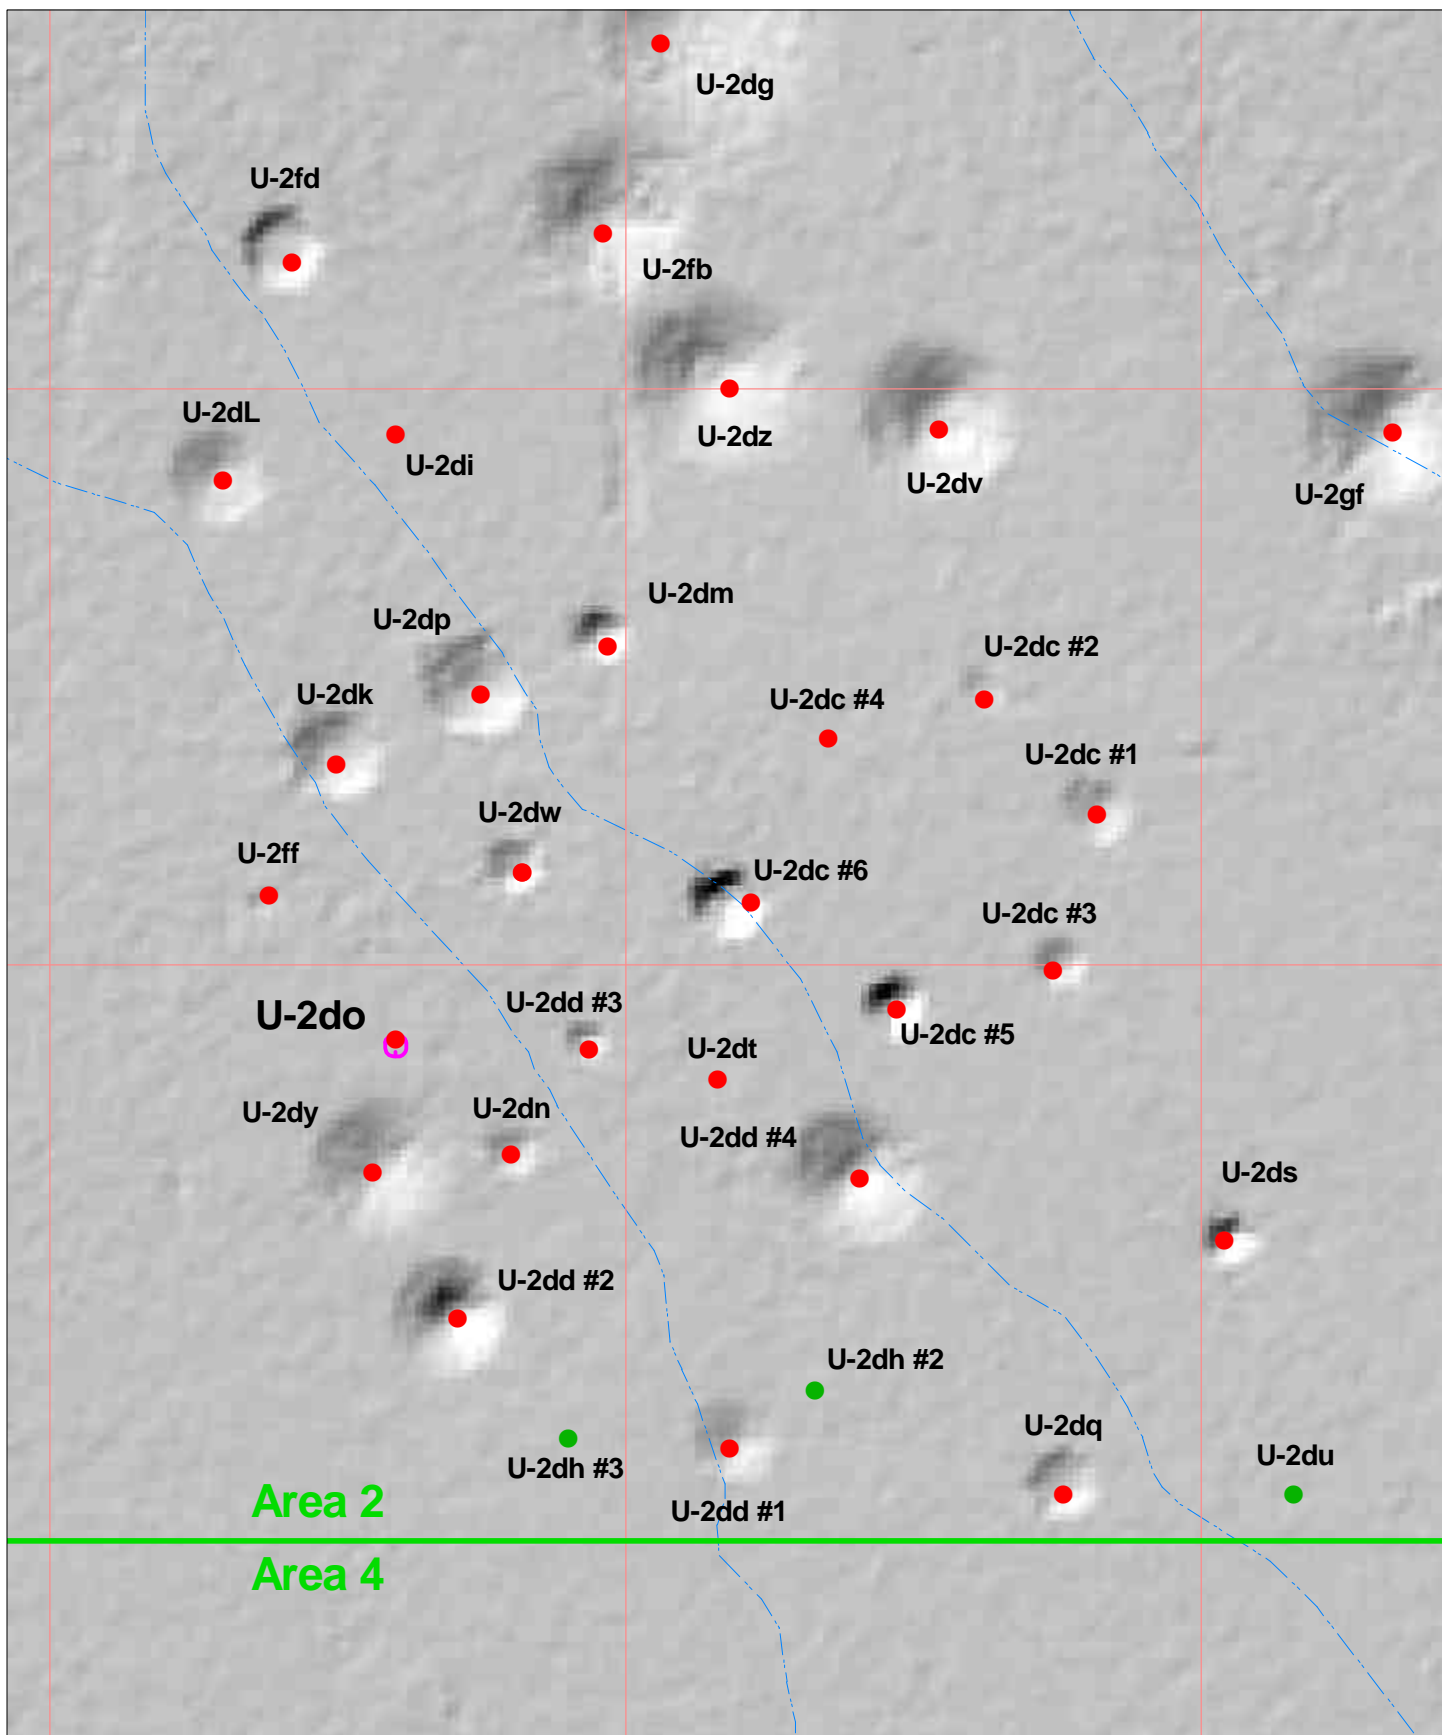 U-2dg
U-2fd
U-2fb
U-2dL
U-2dz
U-2di
U-2dv
U-2gf
U-2dm
U-2dp
U-2dc #2
U-2dk
U-2dc #4
U-2dc #1
U-2dw
U-2ff
U-2dc #6
U-2dc #3
U-2dd #3
U-2do
U-2dc #5
U-2dt
U-2dy
U-2dn
U-2dd #4
U-2ds
U-2dd #2
U-2dh #2
U-2dq
U-2du
U-2dh #3
Area 2
U-2dd #1
Area 4